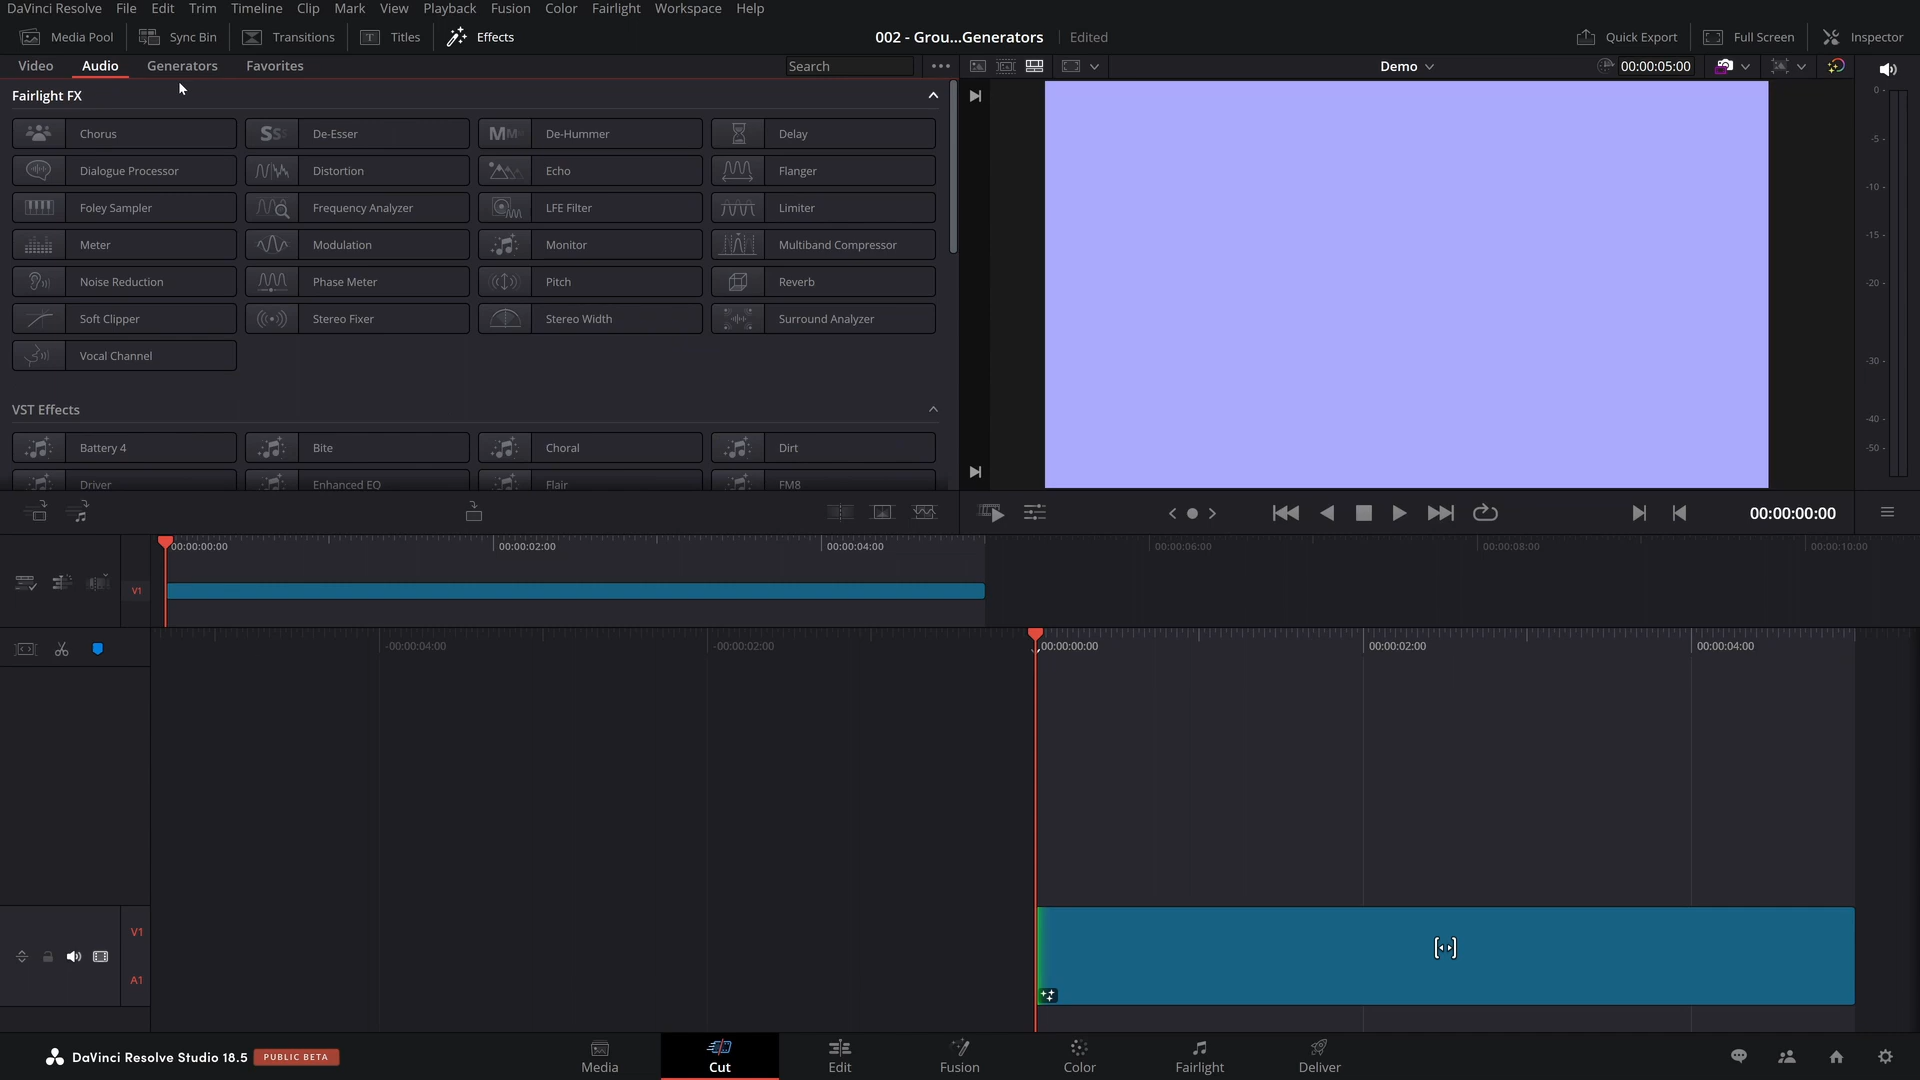 DaVinci Resolve File Edit Trim Timeline Clip Mark View Playback Fusion Color Fairlight Workspace Help
Media Pool Sync Bin Transitions Titles Effects 002 - Grou...Generators Edited Quick Export Full Screen Inspector
Video Audio Generators Favorites Search Demo 00:00:05:00
Fairlight FX
Chorus De-Esser De-Hummer Delay
Dialogue Processor Distortion Echo Flanger
Foley Sampler Frequency Analyzer LFE Filter Limiter
Meter Modulation Monitor Multiband Compressor
Noise Reduction Phase Meter Pitch Reverb
Soft Clipper Stereo Fixer Stereo Width Surround Analyzer
Vocal Channel
VST Effects
Battery 4 Bite Choral Dirt
Driver Enhanced EQ Flair FM8
0
-5
-10
-15
-20
-30
-40
-50
00:00:00:00
00:00:00:00 00:00:02:00 00:00:04:00 00:00:06:00 00:00:08:00 00:00:10:00
V1
-00:00:04:00 -00:00:02:00 00:00:00:00 00:00:02:00 00:00:04:00
V1
A1
DaVinci Resolve Studio 18.5 PUBLIC BETA
Media Cut Edit Fusion Color Fairlight Deliver